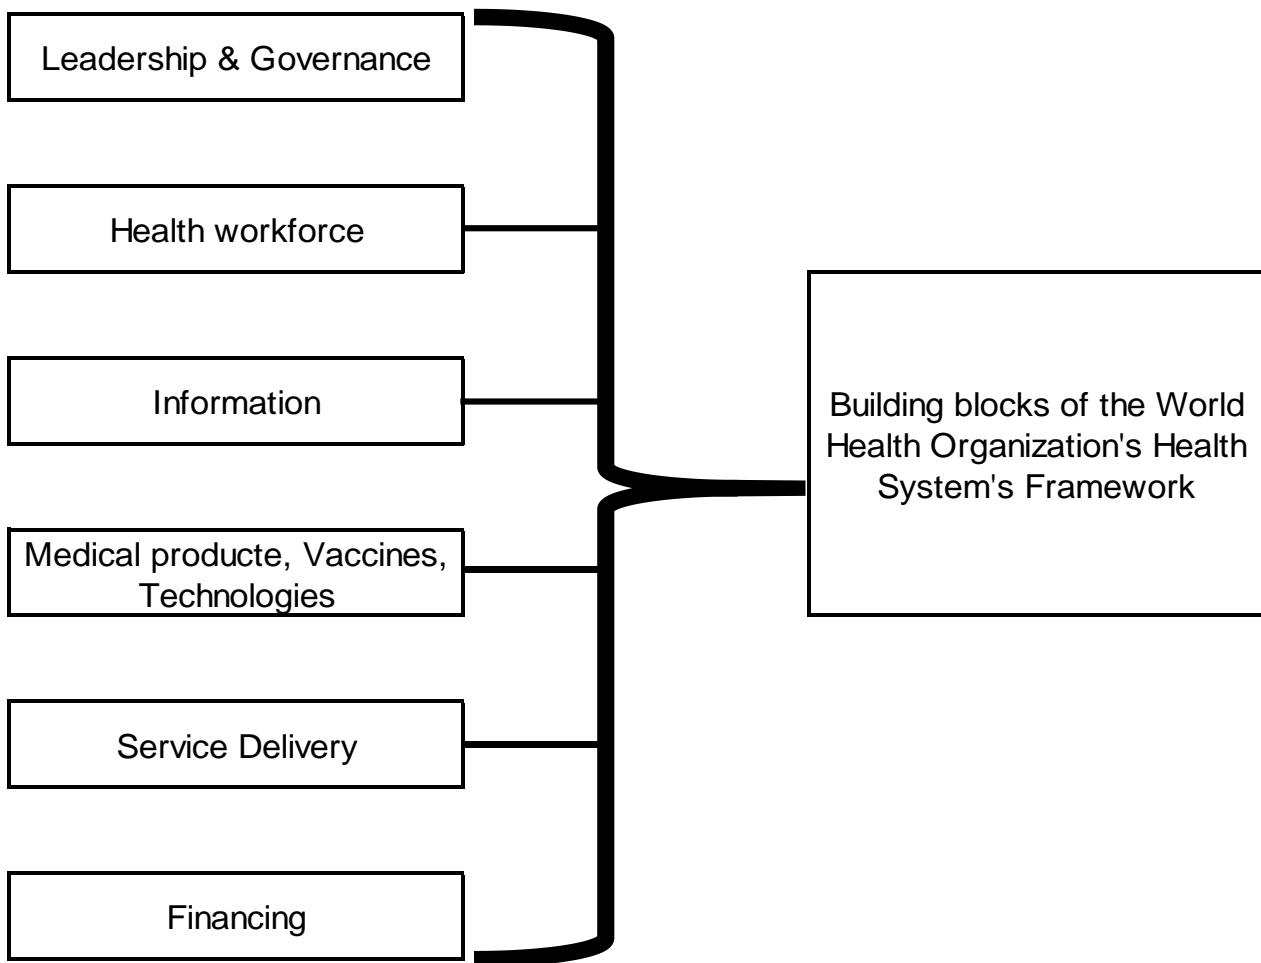 Leadership & Governance
Health workforce
Information
Medical producte, Vaccines,
Technologies
Service Delivery
Financing
Building blocks of the World
Health Organization's Health
System's Framework